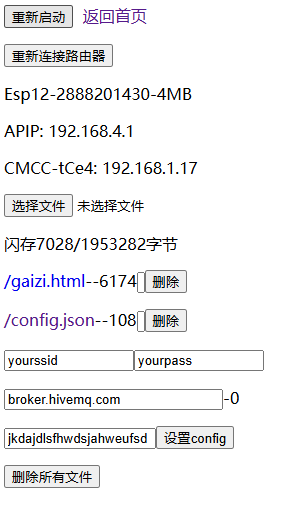 重新启动 返回首页
重新连接路由器
Esp12-2888201430-4MB
APIP: 192.168.4.1
CMCC-tCe4: 192.168.1.17
选择文件 未选择文件
闪存7028/1953282字节
/gaizi.html--6174 删除
/config.json--108 删除
yourssid yourpass
broker.hivemq.com -0
jkdajdlsfhwdsjahweufsd 设置config
删除所有文件